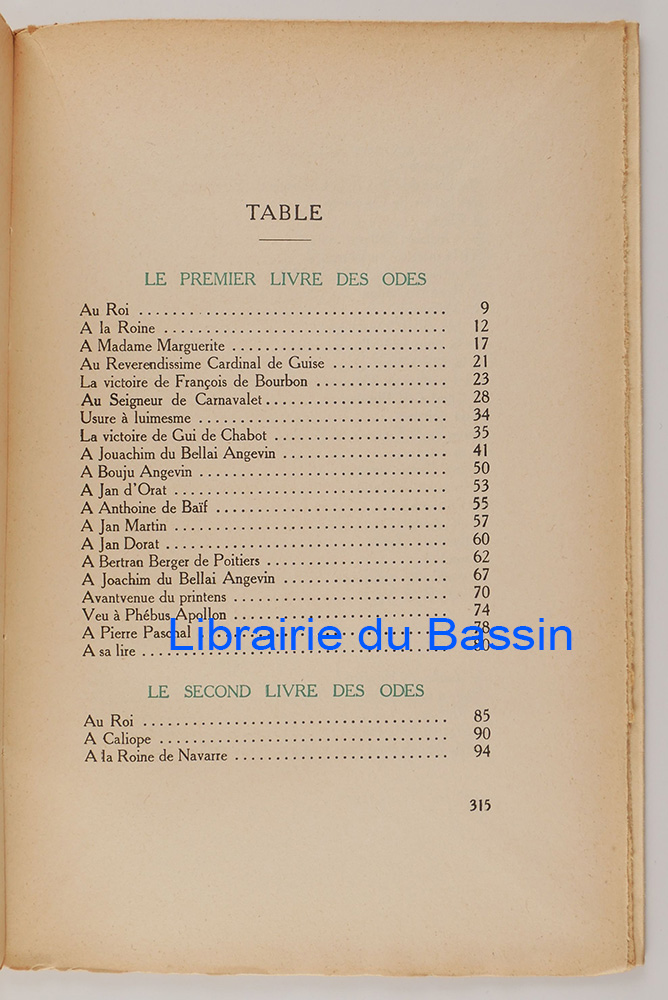 TABLE
LE PREMIER LIVRE DES ODES
Au Roi ..................................... 9
A la Roine .................................. 12
A Madame Marguerite .......................... 17
Au Reverendissime Cardinal de Guise .............. 21
La victoire de François de Bourbon ................ 23
Au Seigneur de Carnavalet...................... 28
Usure à luimesme .............................. 34
La victoire de Gui de Chabot ..................... 35
A Jouachim du Bellai Angevin .................... 41
A Bouju Angevin .............................. 50
A Jan d'Orat ................................. 53
A Anthoine de Baïf ............................ 55
A Jan Martin ................................. 57
A Jan Dorat .................................. 60
A Bertran Berger de Poitiers ...................... 62
A Joachim du Bellai Angevin .................... 67
Avantvenue du printens .......................... 70
Veu à Phébus Apollon .......................... 74
A Pierre Paschal .............................. 78
A sa lire ..................................... 80
Librairie du Bassin
LE SECOND LIVRE DES ODES
Au Roi ..................................... 85
A Caliope ................................... 90
A la Roine de Navarre .......................... 94
315